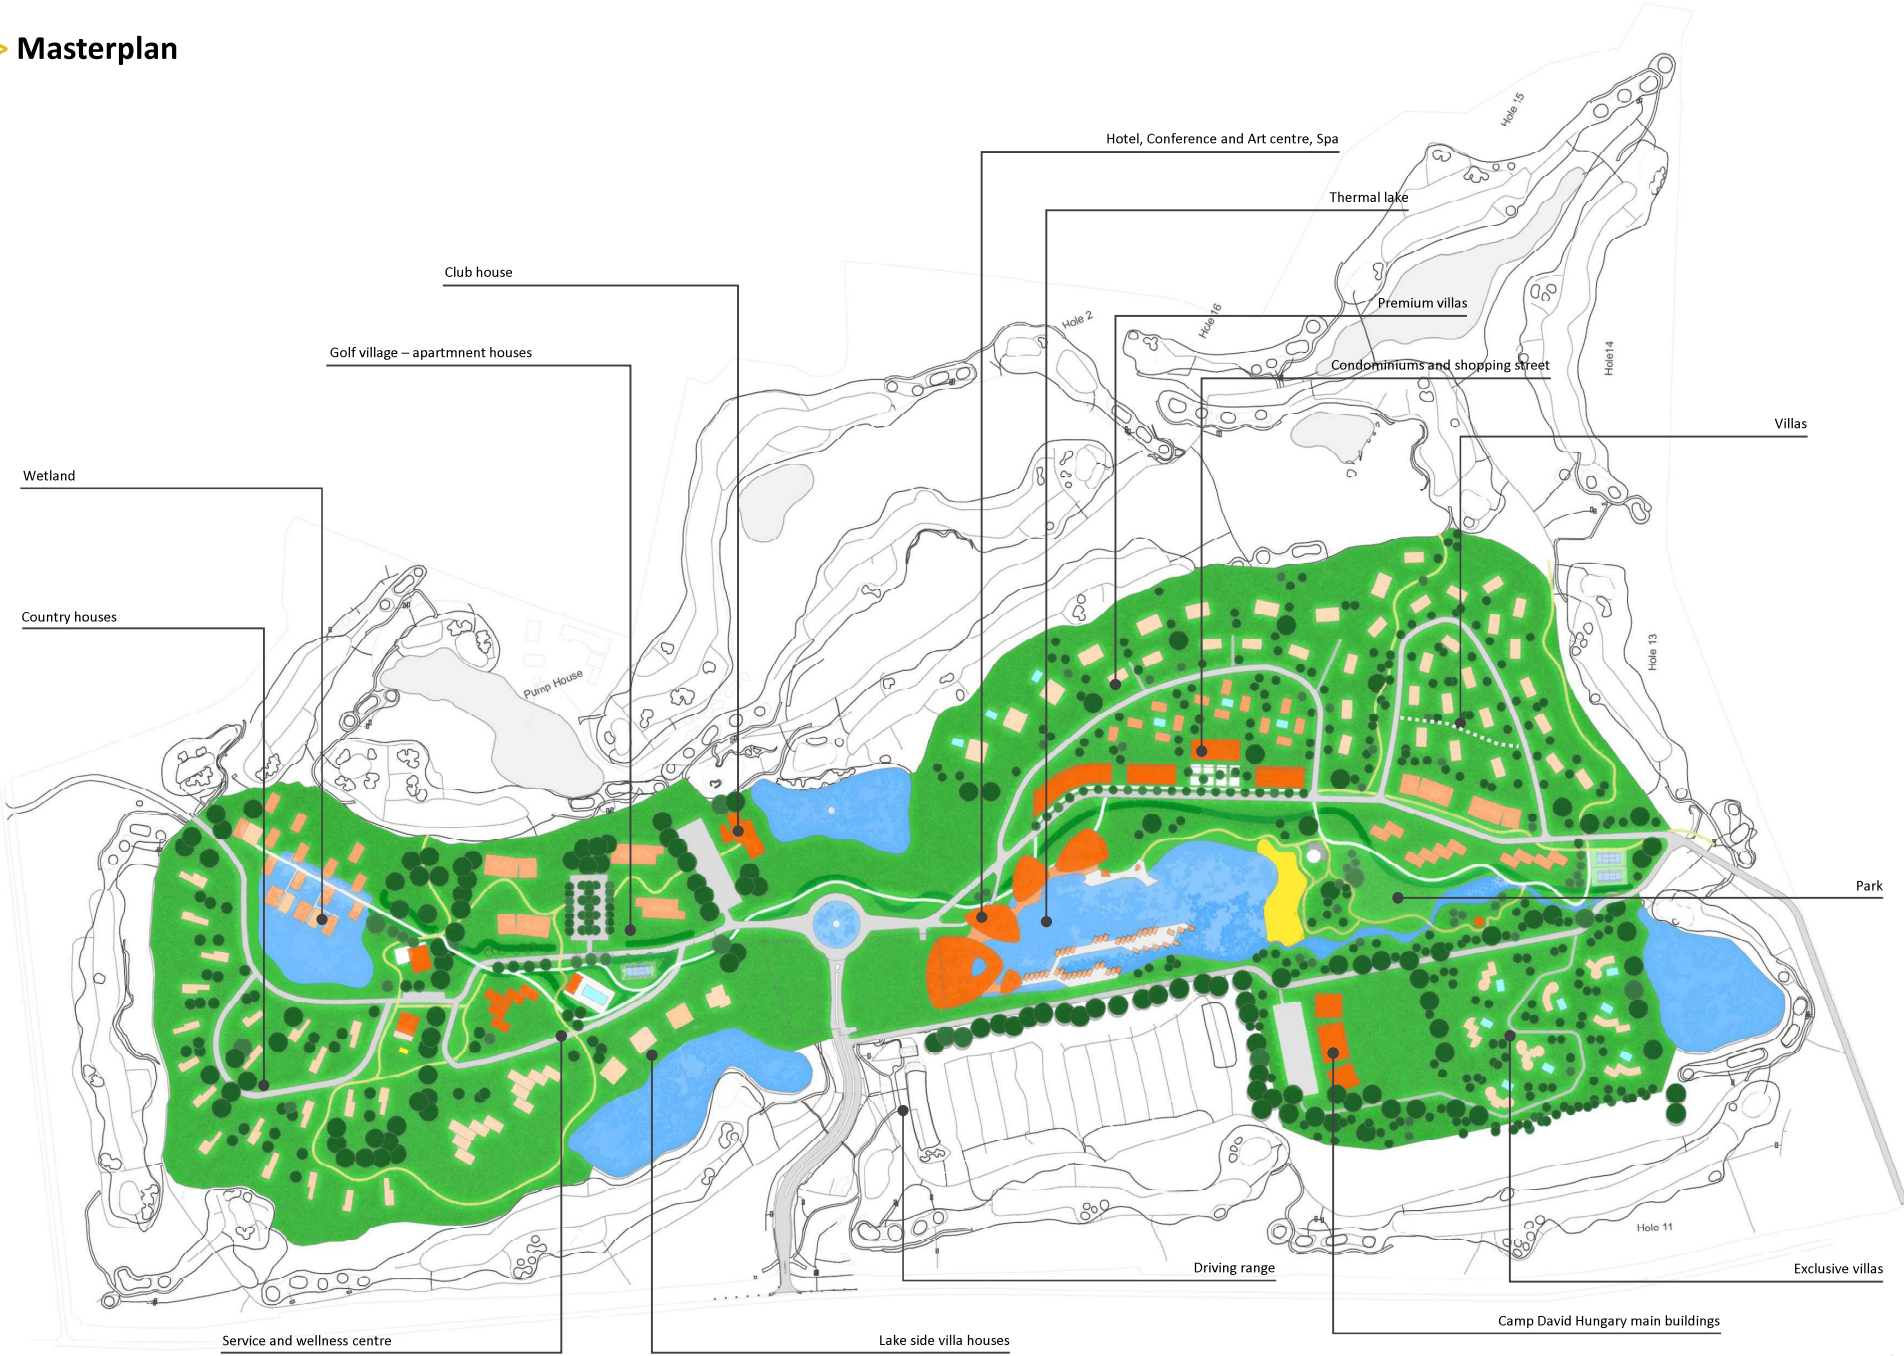 > Masterplan
Hole 15
Hotel, Conference and Art centre, Spa
Thermal lake
Club house
Premium villas
Hole 2
Hole 16
Golf village – apartmnent houses
Hole14
Condominiums and shopping street
Villas
Wetland
Country houses
Hole 13
Pump House
Park
Hole 11
Driving range
Exclusive villas
Camp David Hungary main buildings
Service and wellness centre
Lake side villa houses